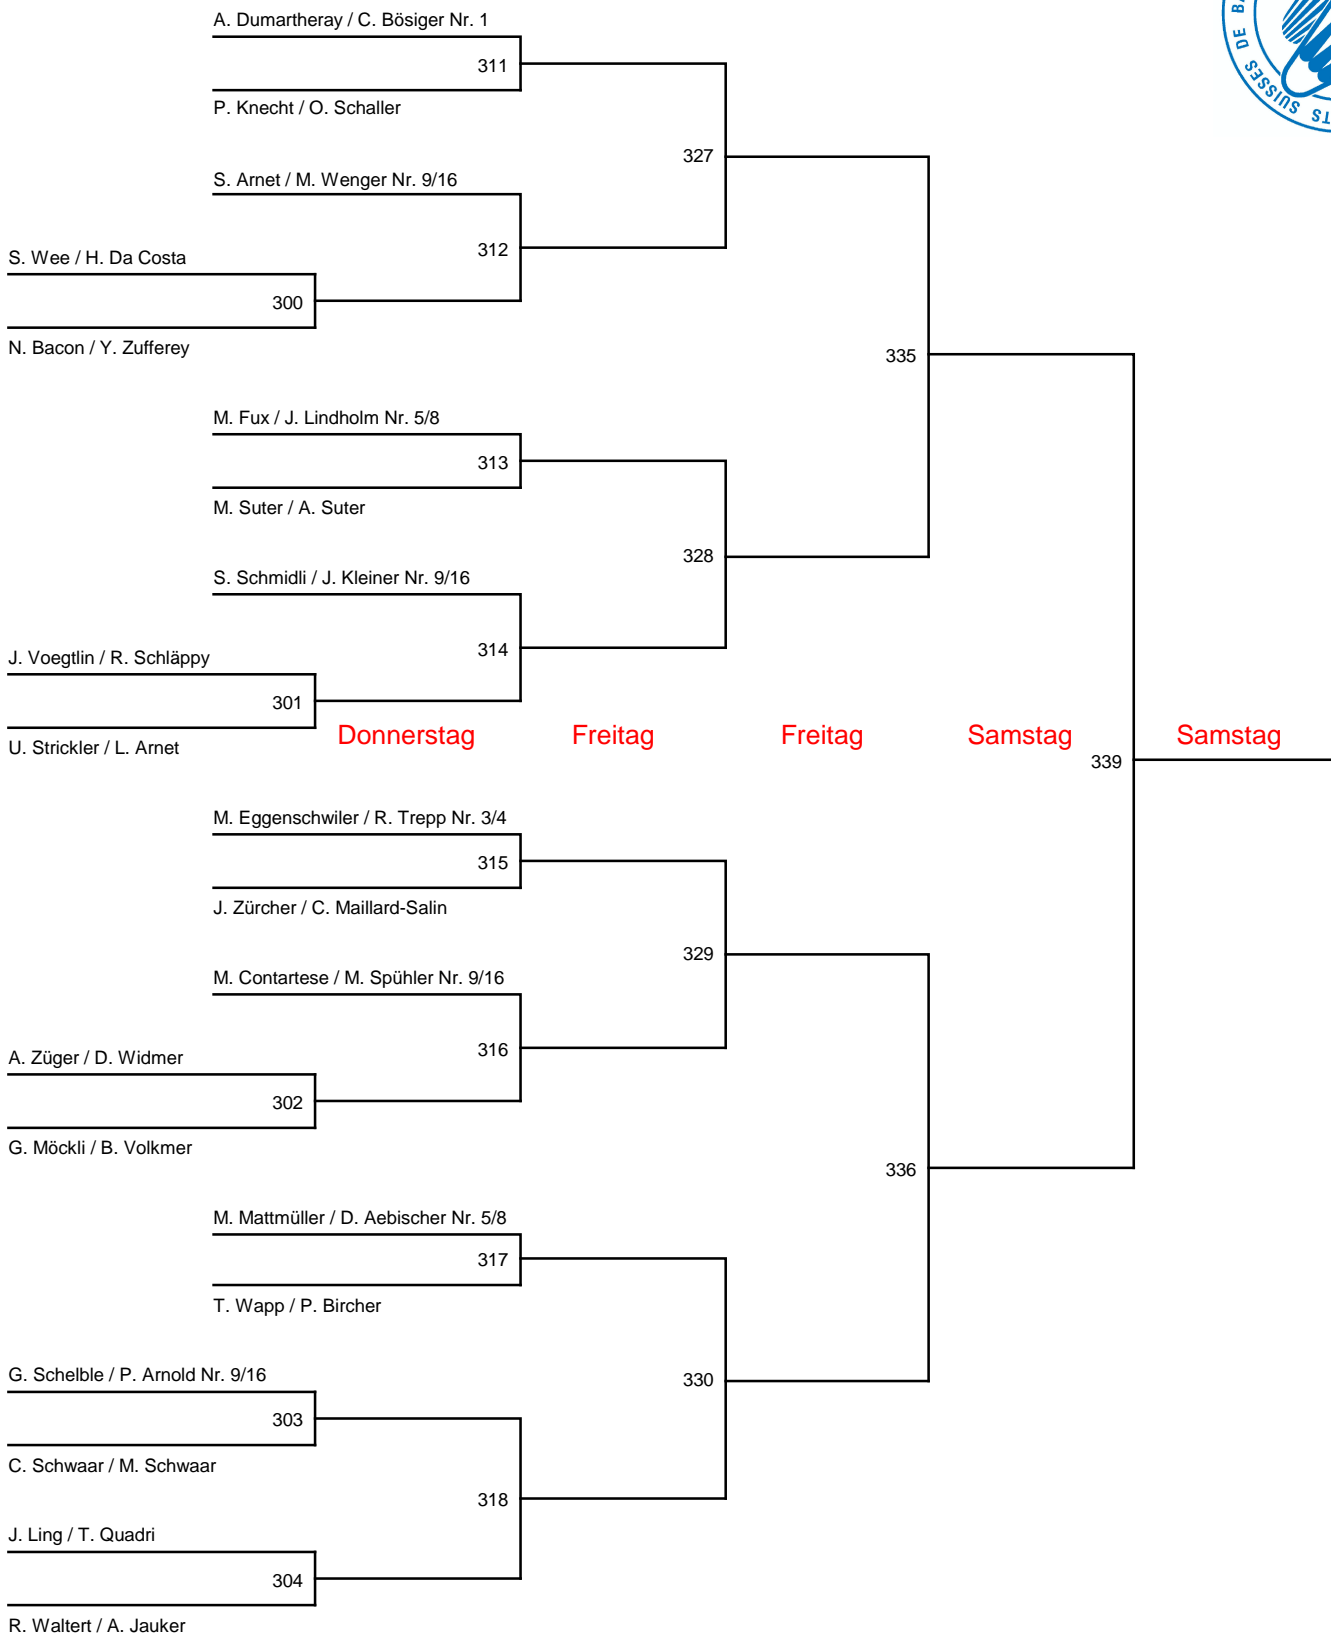 A. Dumartheray / C. Bösiger Nr. 1
311
P. Knecht / O. Schaller
327
S. Arnet / M. Wenger Nr. 9/16
312
S. Wee / H. Da Costa
300
N. Bacon / Y. Zufferey
335
M. Fux / J. Lindholm Nr. 5/8
313
M. Suter / A. Suter
328
S. Schmidli / J. Kleiner Nr. 9/16
314
J. Voegtlin / R. Schläppy
301
U. Strickler / L. Arnet
Donnerstag Freitag Freitag Samstag Samstag
339
M. Eggenschwiler / R. Trepp Nr. 3/4
315
J. Zürcher / C. Maillard-Salin
329
M. Contartese / M. Spühler Nr. 9/16
316
A. Züger / D. Widmer
302
G. Möckli / B. Volkmer
336
M. Mattmüller / D. Aebischer Nr. 5/8
317
T. Wapp / P. Bircher
G. Schelble / P. Arnold Nr. 9/16
330
303
C. Schwaar / M. Schwaar
318
J. Ling / T. Quadri
304
R. Waltert / A. Jauker
SUISSES DE